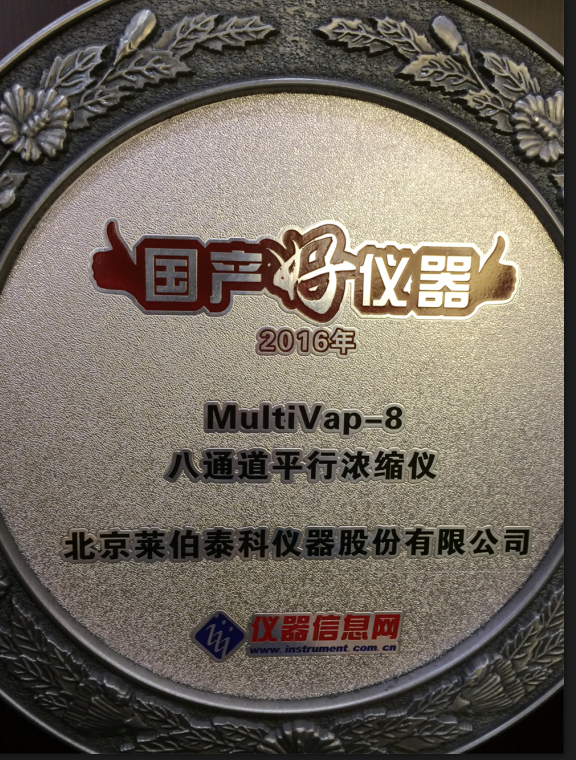 国产好仪器
2016年
MultiVap-8
八通道平行浓缩仪
北京莱伯泰科仪器股份有限公司
仪器信息网
www.instrument.com.cn